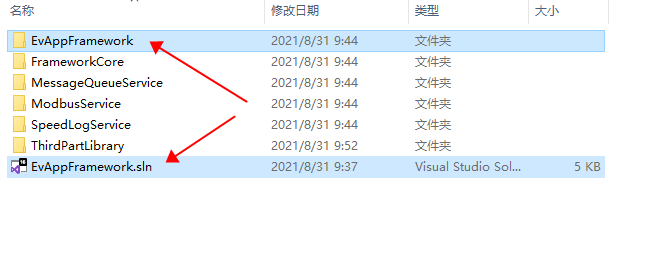 名称 修改日期 类型 大小
EvAppFramework 2021/8/31 9:44 文件夹
FrameworkCore 2021/8/31 9:44 文件夹
MessageQueueService 2021/8/31 9:44 文件夹
ModbusService 2021/8/31 9:44 文件夹
SpeedLogService 2021/8/31 9:44 文件夹
ThirdPartLibrary 2021/8/31 9:52 文件夹
EvAppFramework.sln 2021/8/31 9:37 Visual Studio Sol... 5 KB